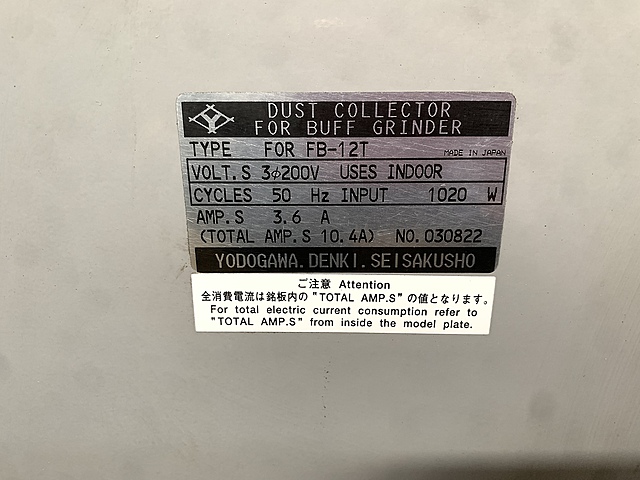 DUST COLLECTOR
FOR BUFF GRINDER
TYPE FOR FB-12T MADE IN JAPAN
VOLT.S 3φ200V USES INDOOR
CYCLES 50 Hz INPUT 1020 W
AMP.S 3.6 A
(TOTAL AMP.S 10.4A) NO.030822
YODOGAWA.DENKI.SEISAKUSHO
ご注意 Attention
全消費電流は銘板内の "TOTAL AMP.S" の値となります。
For total electric current consumption refer to
"TOTAL AMP.S" from inside the model plate.